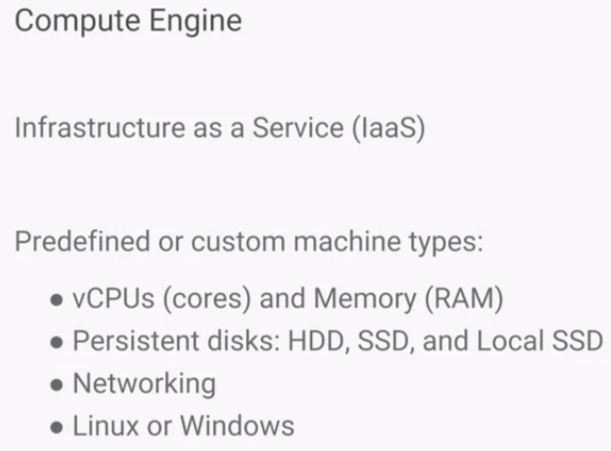 Compute Engine
Infrastructure as a Service (IaaS)
Predefined or custom machine types:
● vCPUs (cores) and Memory (RAM)
● Persistent disks: HDD, SSD, and Local SSD
● Networking
● Linux or Windows